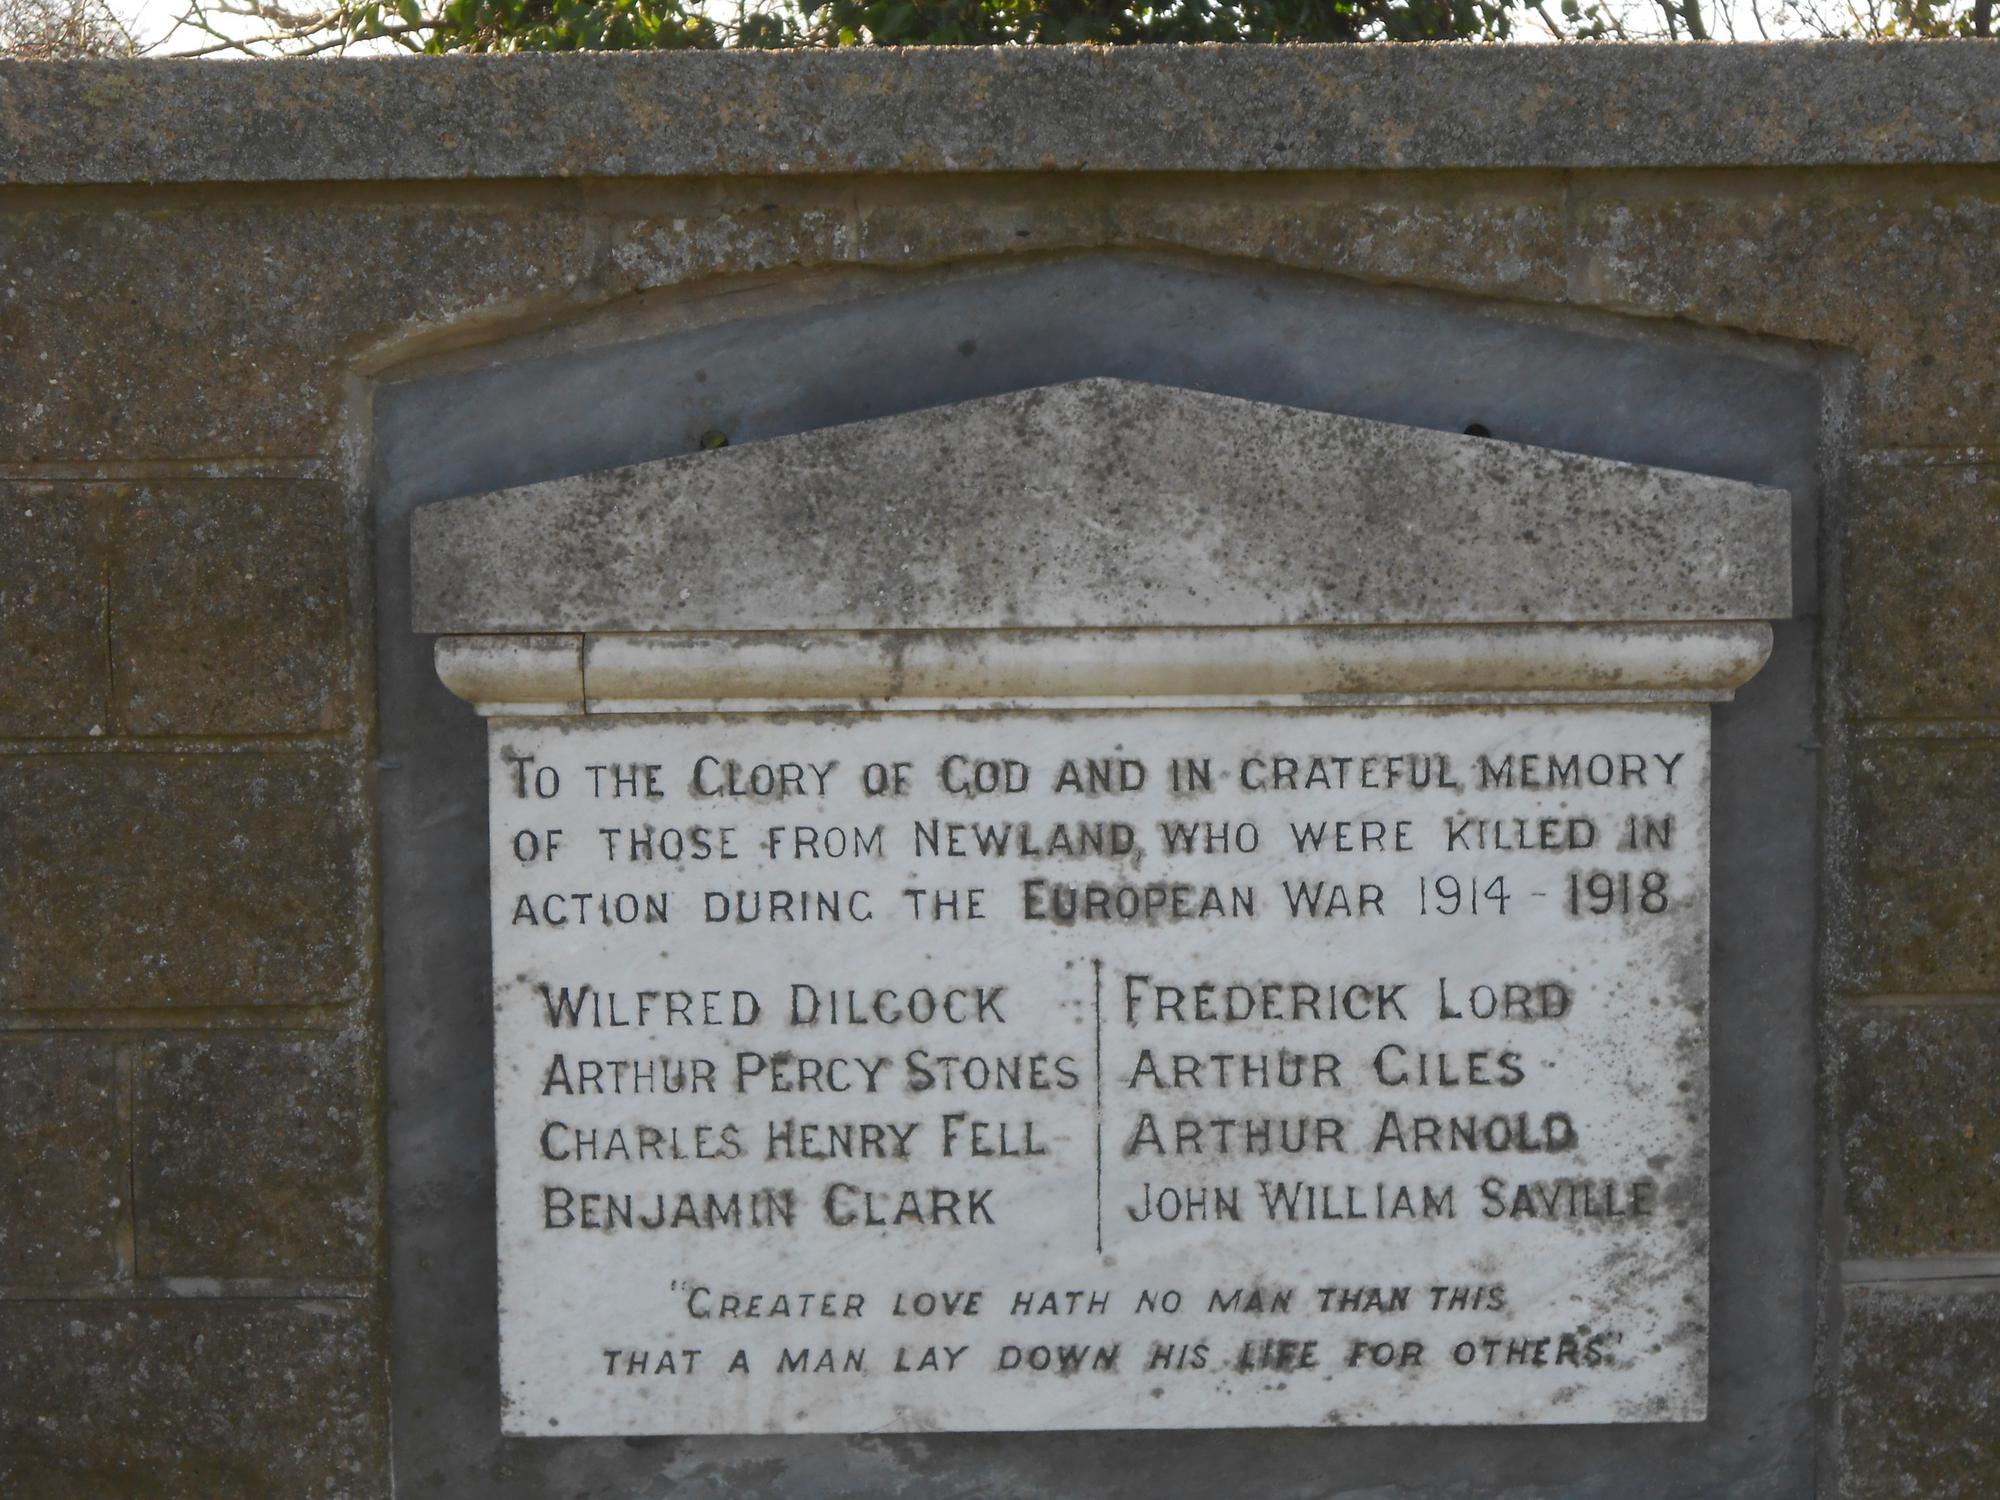 TO THE GLORY OF GOD AND IN GRATEFUL MEMORY
OF THOSE FROM NEWLAND, WHO WERE KILLED IN
ACTION DURING THE EUROPEAN WAR 1914 - 1918
WILFRED DILCOCK
ARTHUR PERCY STONES
CHARLES HENRY FELL
BENJAMIN CLARK
FREDERICK LORD
ARTHUR GILES
ARTHUR ARNOLD
JOHN WILLIAM SAVILLE
"GREATER LOVE HATH NO MAN THAN THIS
THAT A MAN LAY DOWN HIS LIFE FOR OTHERS."